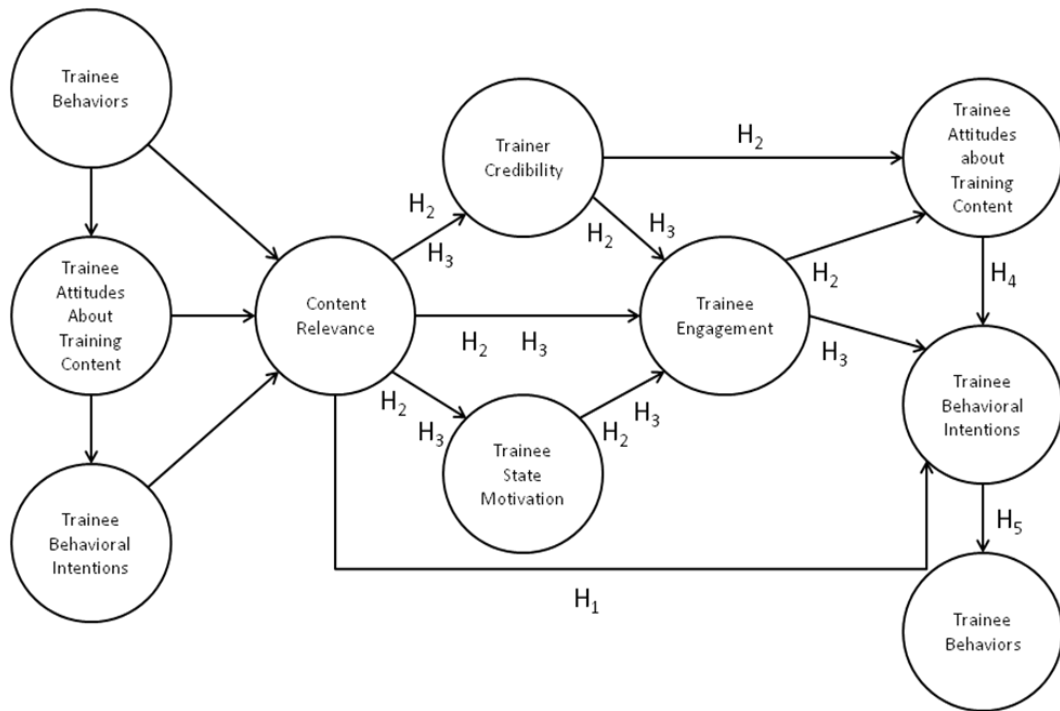 Trainee
Behaviors
Trainee
Attitudes
About
Training
Content
Trainee
Behavioral
Intentions
Content
Relevance
H₂
H₃
H₂ H₃
H₂
H₃
H₁
Trainer
Credibility
Trainee
State
Motivation
H₂
H₂
H₃
H₂
H₃
Trainee
Engagement
H₂
H₃
Trainee
Attitudes
about
Training
Content
H₄
Trainee
Behavioral
Intentions
H₅
Trainee
Behaviors